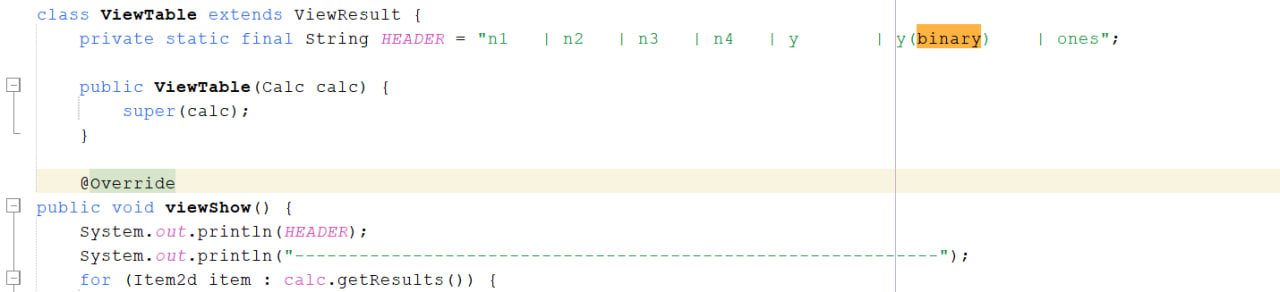 class ViewTable extends ViewResult {
    private static final String HEADER = "n1   | n2   | n3   | n4   | y       | y(binary)    | ones";
    public ViewTable(Calc calc) {
        super(calc);
    }
    @Override
public void viewShow() {
    System.out.println(HEADER);
    System.out.println("------------------------------------------------------------");
    for (Item2d item : calc.getResults()) {